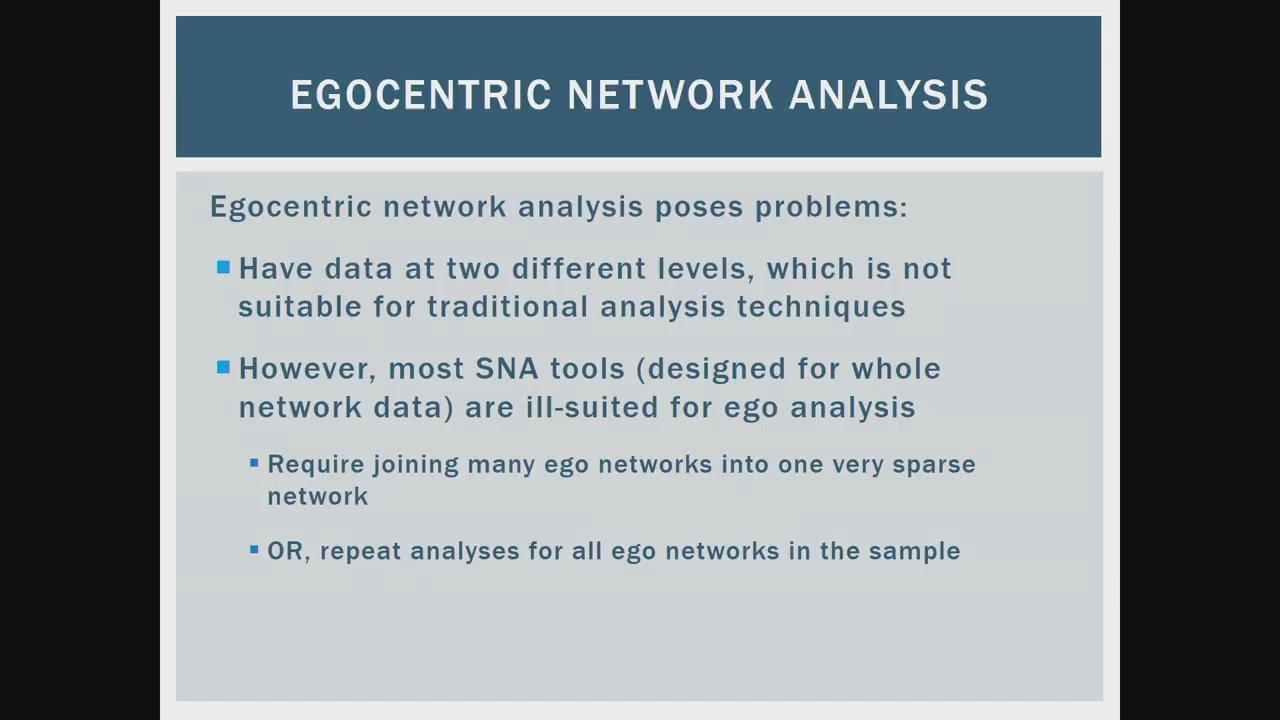 EGOCENTRIC NETWORK ANALYSIS
Egocentric network analysis poses problems:
Have data at two different levels, which is not
suitable for traditional analysis techniques
However, most SNA tools (designed for whole
network data) are ill-suited for ego analysis
Require joining many ego networks into one very sparse
network
OR, repeat analyses for all ego networks in the sample